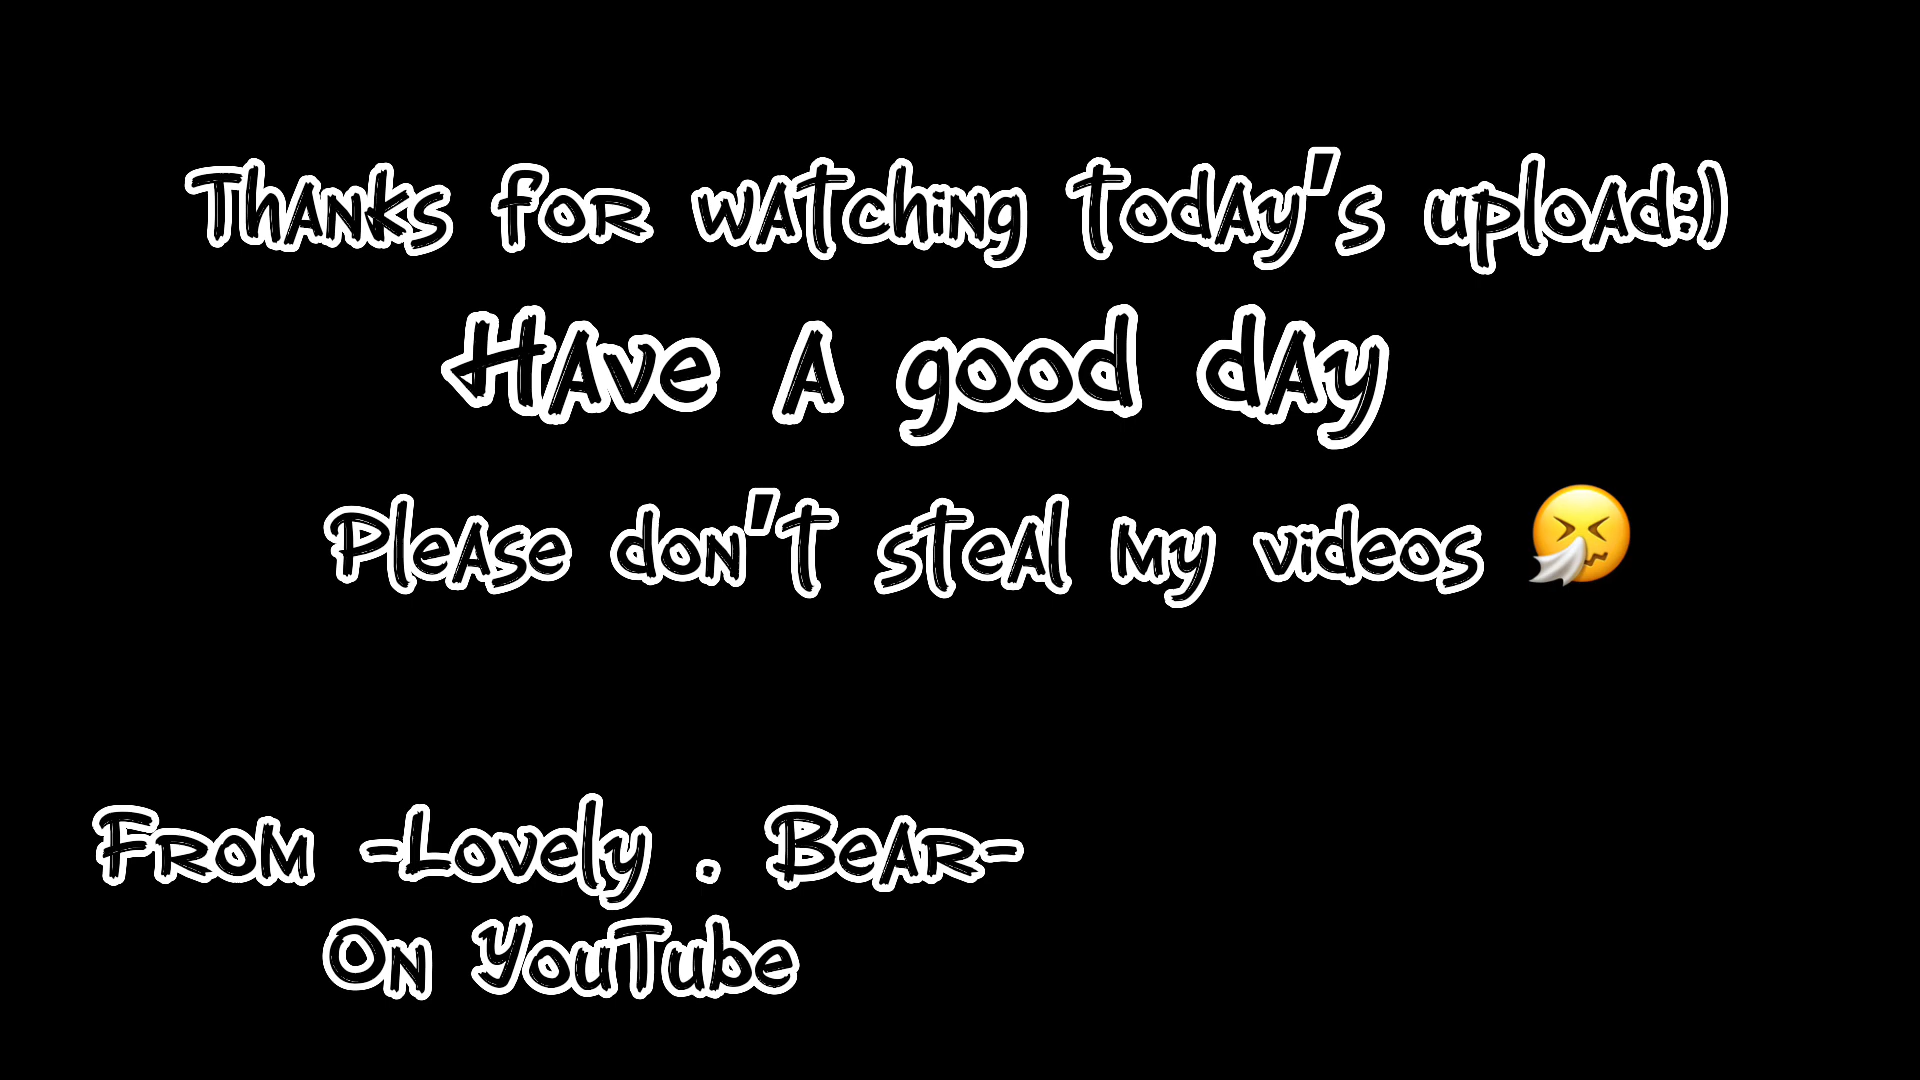 Thanks for watching today's upload:)
Have a good day
Please don't steal my videos 🤧
From -Lovely . Bear-
On YouTube